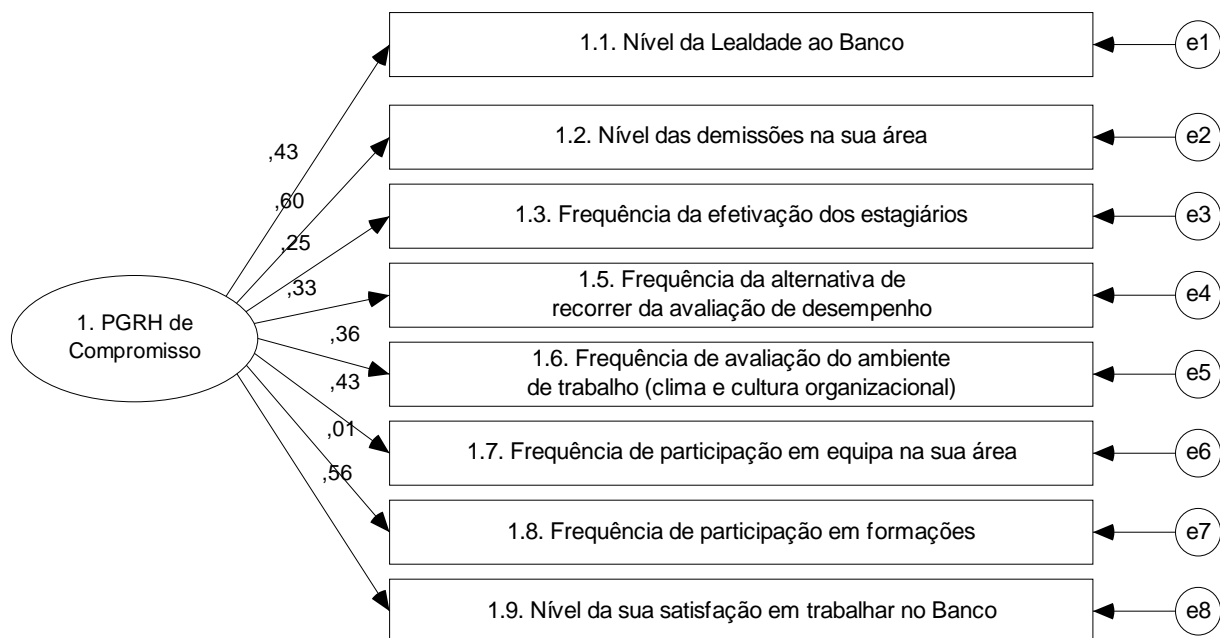 1.1. Nível da Lealdade ao Banco
e1
,43
1.2. Nível das demissões na sua área
e2
,60
1.3. Frequência da efetivação dos estagiários
e3
,25
,33
1.5. Frequência da alternativa de
recorrer da avaliação de desempenho
e4
1. PGRH de
Compromisso
,36
1.6. Frequência de avaliação do ambiente
de trabalho (clima e cultura organizacional)
e5
,43
,01
1.7. Frequência de participação em equipa na sua área
e6
,56
1.8. Frequência de participação em formações
e7
1.9. Nível da sua satisfação em trabalhar no Banco
e8